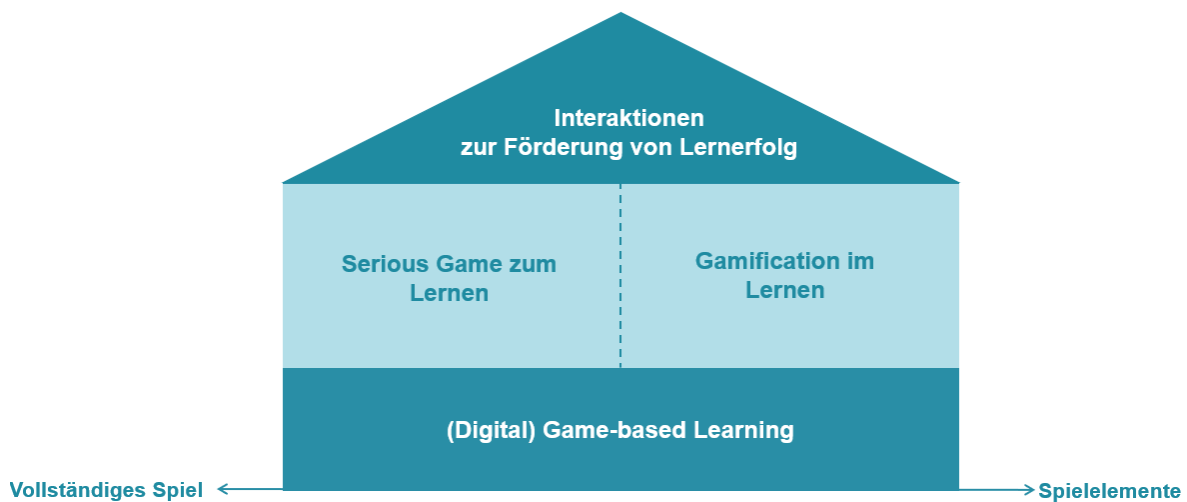 Interaktionen
zur Förderung von Lernerfolg
Serious Game zum
Lernen
Gamification im
Lernen
(Digital) Game-based Learning
Vollständiges Spiel
Spielelemente